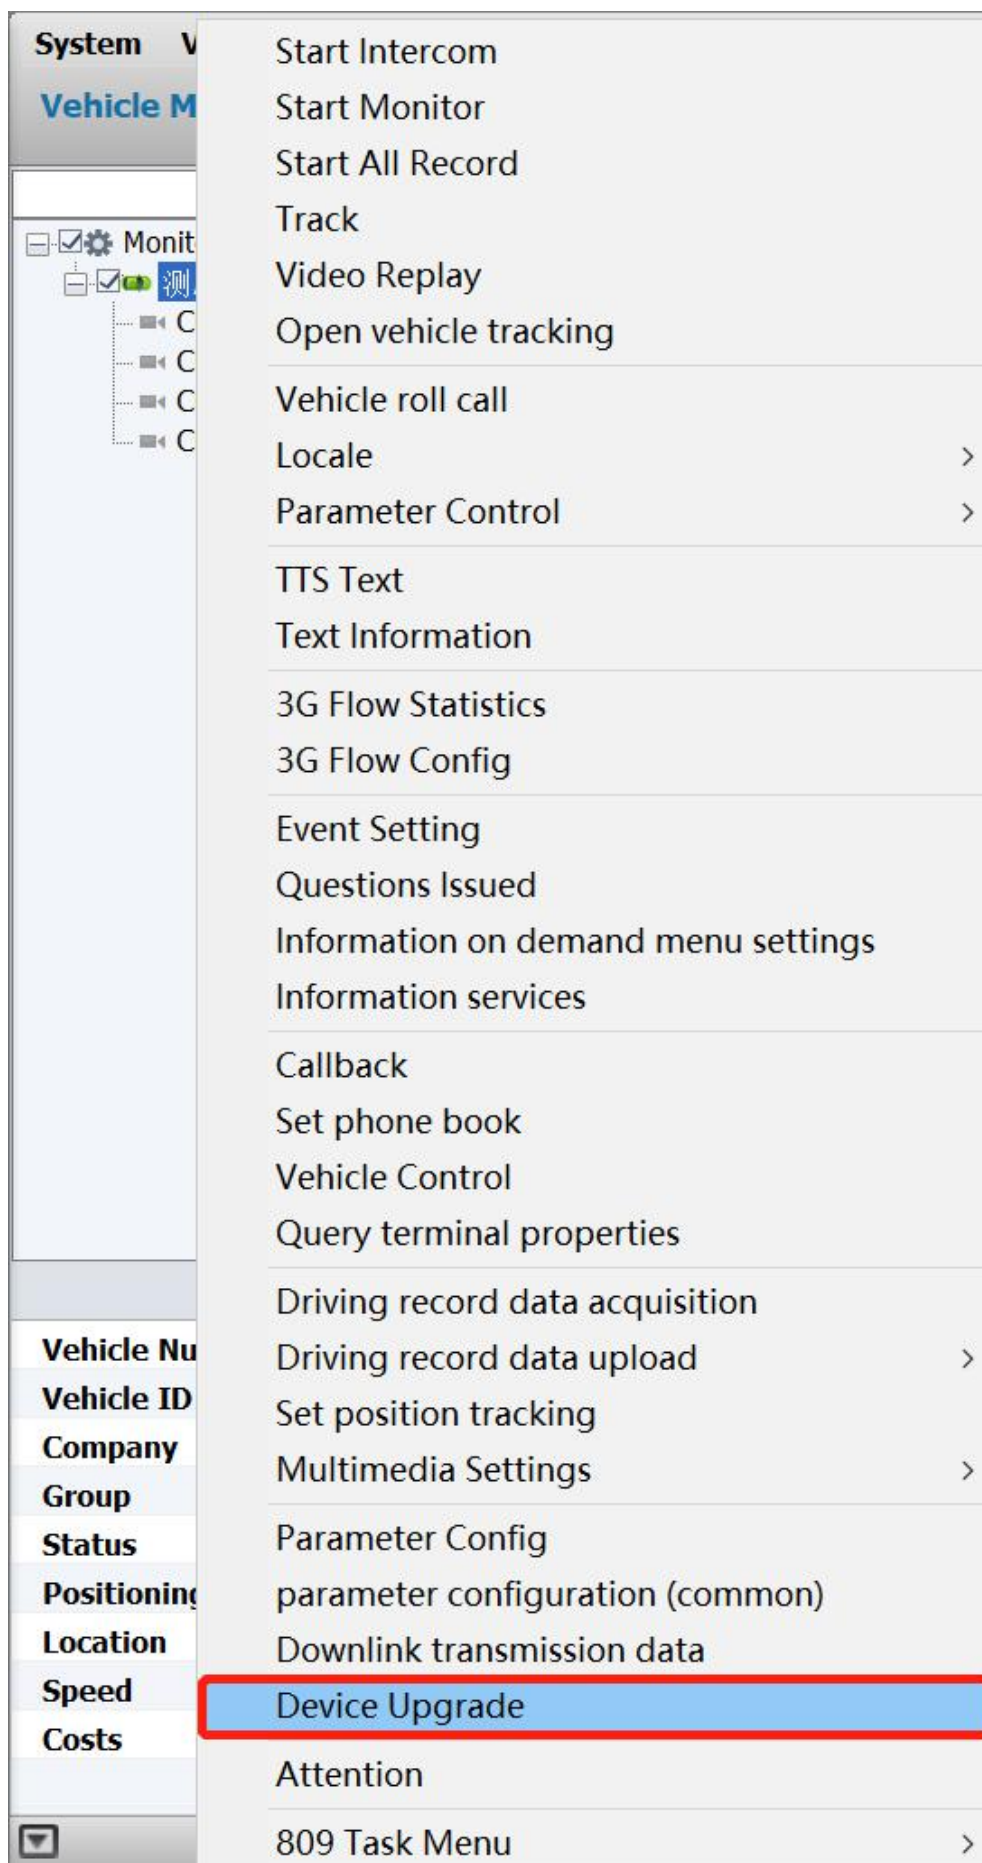 System
Vehicle M
Monit
测
C
C
C
C
Vehicle Nu
Vehicle ID
Company
Group
Status
Positioning
Location
Speed
Costs
Start Intercom
Start Monitor
Start All Record
Track
Video Replay
Open vehicle tracking
Vehicle roll call
Locale
Parameter Control
TTS Text
Text Information
3G Flow Statistics
3G Flow Config
Event Setting
Questions Issued
Information on demand menu settings
Information services
Callback
Set phone book
Vehicle Control
Query terminal properties
Driving record data acquisition
Driving record data upload
Set position tracking
Multimedia Settings
Parameter Config
parameter configuration (common)
Downlink transmission data
Device Upgrade
Attention
809 Task Menu